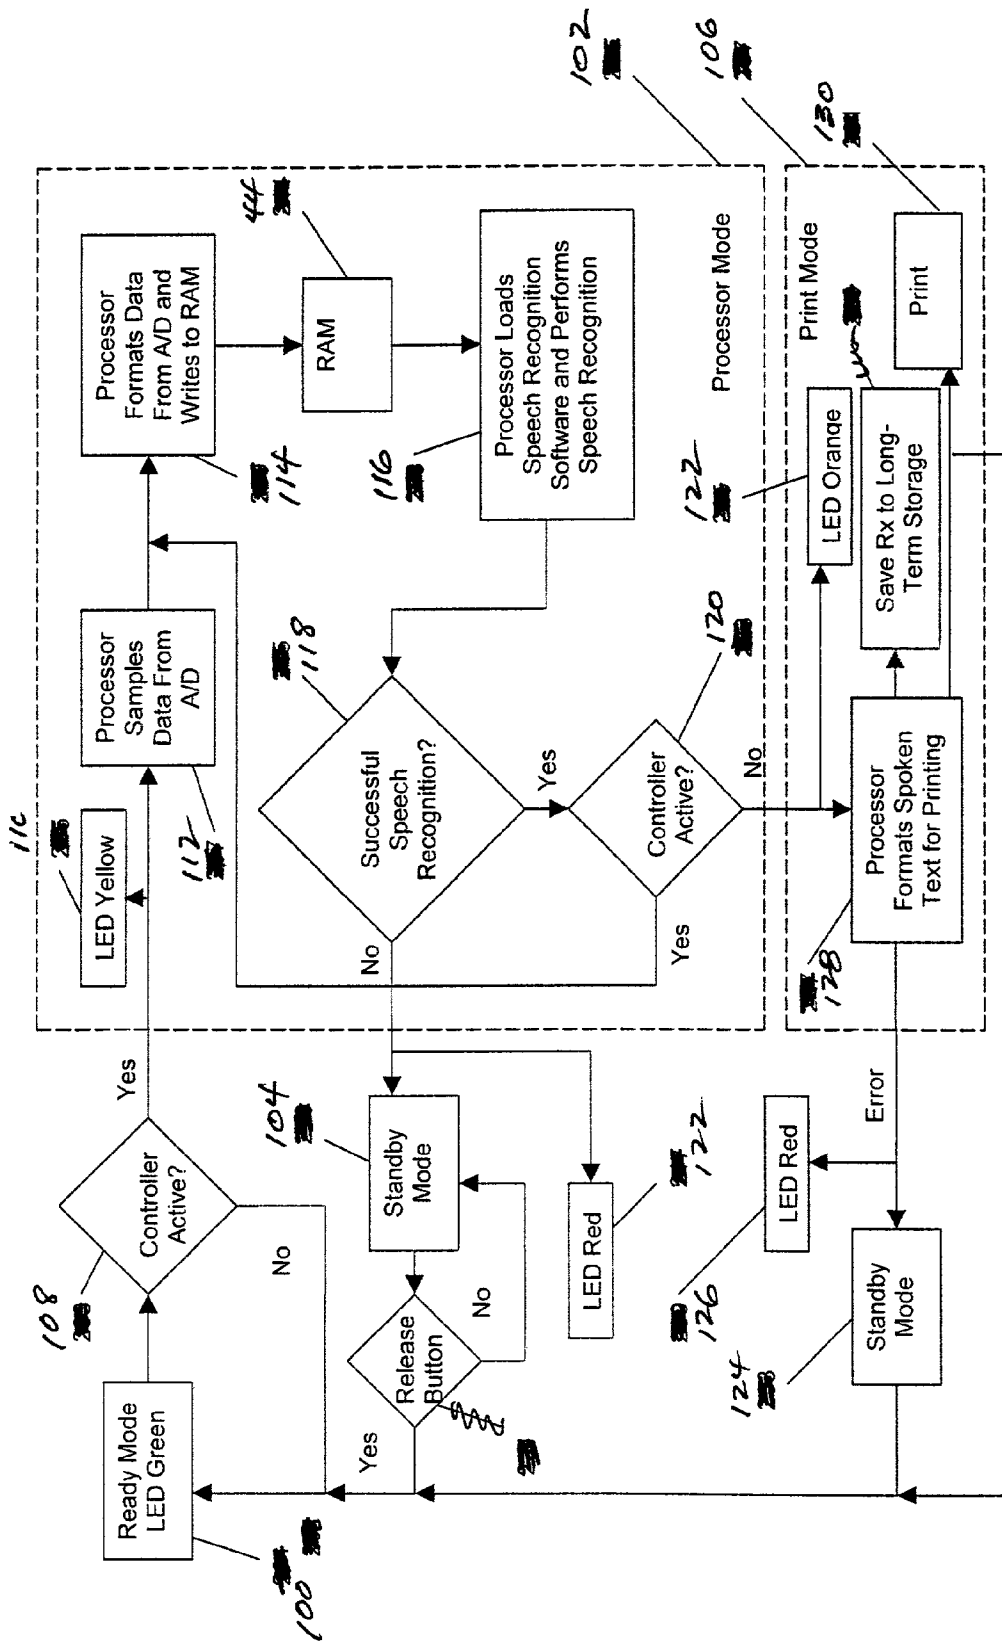 Ready Mode
LED Green
100
108
Controller
Active?
Yes
No
LED Yellow
11c
Processor
Samples
Data From
A/D
112
Processor
Formats Data
From A/D and
Writes to RAM
114
RAM
44
Processor Loads
Speech Recognition
Software and Performs
Speech Recognition
116
Successful
Speech
Recognition?
118
No
Yes
Controller
Active?
120
Yes
No
Processor Mode
102
Standby
Mode
104
Release
Button
Yes
No
LED Red
122
Print Mode
106
LED Orange
122
Save Rx to Long-
Term Storage
Print
130
Processor
Formats Spoken
Text for Printing
128
Error
LED Red
126
Standby
Mode
124